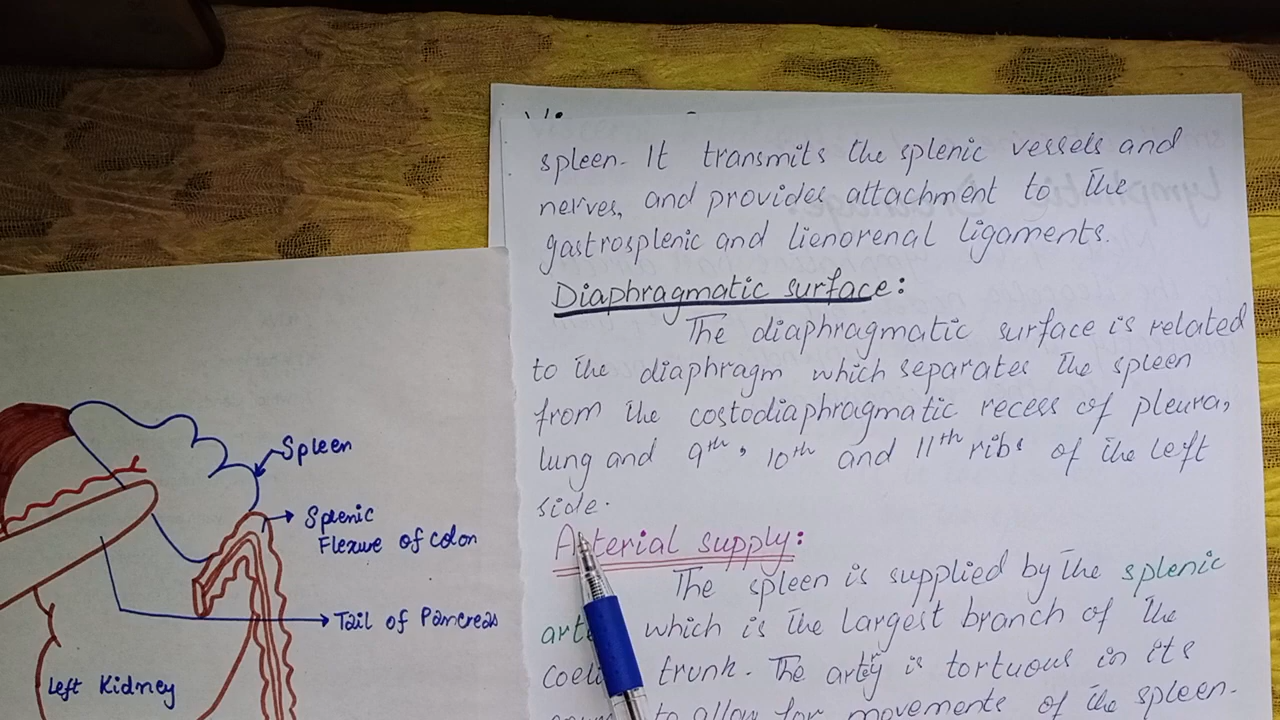 spleen. It transmits the splenic vessels and
nerves, and provides attachment to the
gastrosplenic and lienorenal ligaments.
Diaphragmatic surface:
The diaphragmatic surface is related
to the diaphragm which separates the spleen
from the costodiaphragmatic recess of pleura,
lung and 9th, 10th and 11th ribs of the left
side.
Arterial supply:
The spleen is supplied by the splenic
which is the largest branch of the
trunk. The artery is tortuous in its
to allow for movements of the spleen.
Spleen
Splenic
Flexure of colon
Tail of Pancreas
Left Kidney